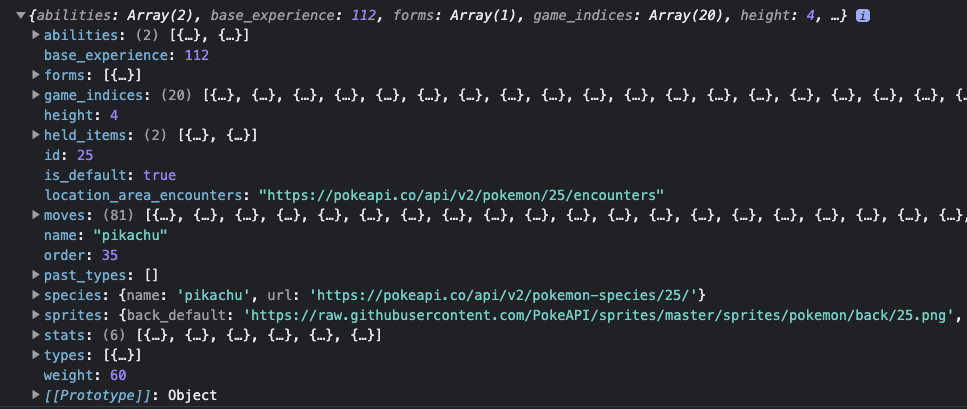 ▼{abilities: Array(2), base_experience: 112, forms: Array(1), game_indices: Array(20), height: 4, …} i
▶abilities: (2) [{…}, {…}]
base_experience: 112
▶forms: [{…}]
▶game_indices: (20) [{…}, {…}, {…}, {…}, {…}, {…}, {…}, {…}, {…}, {…}, {…}, {…}, {…}, {…}, {…}, {…}, {…}, {…}, {…
height: 4
▶held_items: (2) [{…}, {…}]
id: 25
is_default: true
location_area_encounters: "https://pokeapi.co/api/v2/pokemon/25/encounters"
▶moves: (81) [{…}, {…}, {…}, {…}, {…}, {…}, {…}, {…}, {…}, {…}, {…}, {…}, {…}, {…}, {…}, {…}, {…}, {…}, {…}, {…},
name: "pikachu"
order: 35
▶past_types: []
▶species: {name: 'pikachu', url: 'https://pokeapi.co/api/v2/pokemon-species/25/'}
▶sprites: {back_default: 'https://raw.githubusercontent.com/PokeAPI/sprites/master/sprites/pokemon/back/25.png',
▶stats: (6) [{…}, {…}, {…}, {…}, {…}, {…}]
▶types: [{…}]
weight: 60
▶[[Prototype]]: Object